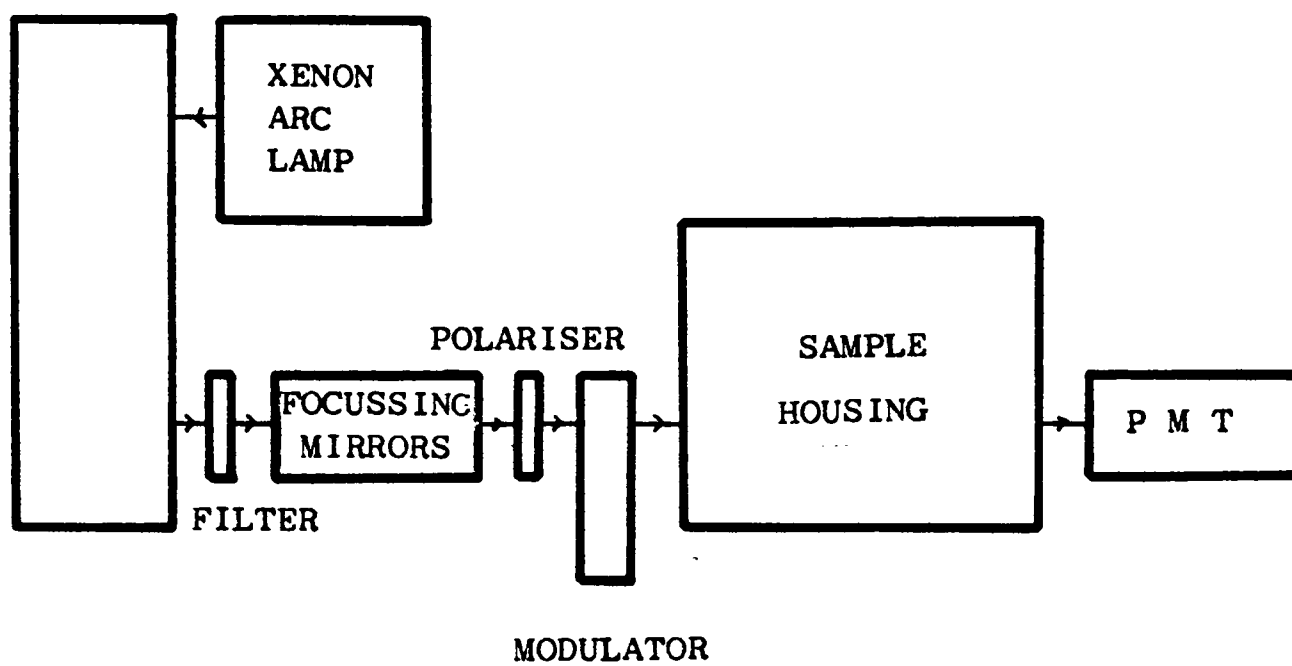 XENON
ARC
LAMP
POLARISER
SAMPLE
HOUSING
FOCUSSING
MIRRORS
P M T
FILTER
MODULATOR